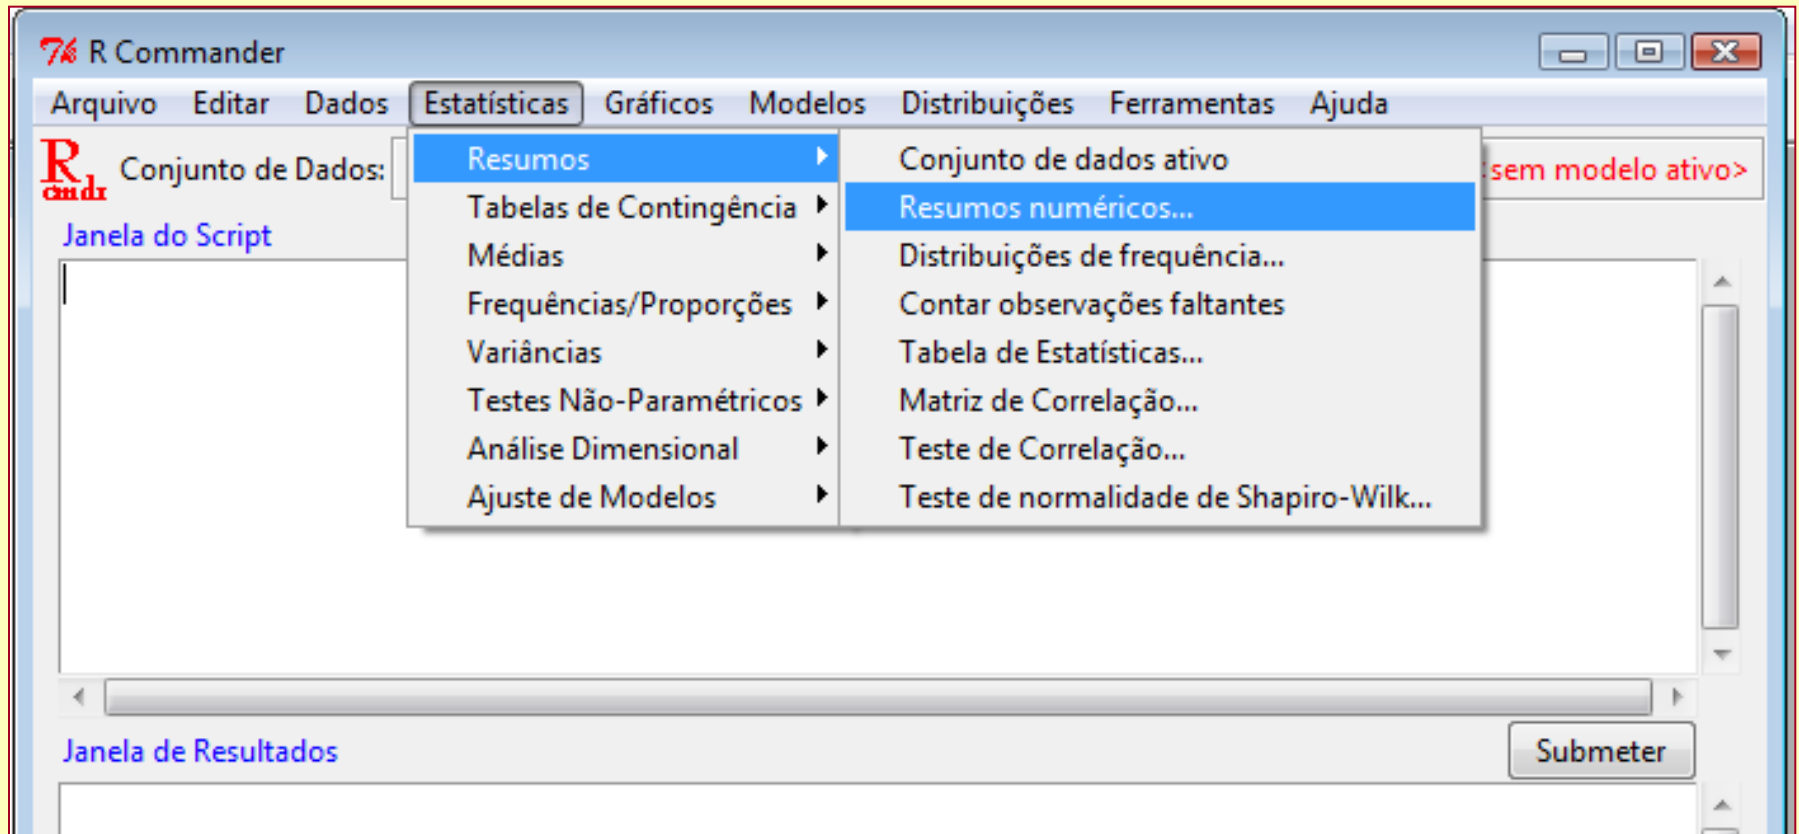 R Commander
Arquivo Editar Dados Estatísticas Gráficos Modelos Distribuições Ferramentas Ajuda
R cmdr Conjunto de Dados: sem modelo ativo>
Resumos
Tabelas de Contingência
Médias
Frequências/Proporções
Variâncias
Testes Não-Paramétricos
Análise Dimensional
Ajuste de Modelos
Conjunto de dados ativo
Resumos numéricos...
Distribuições de frequência...
Contar observações faltantes
Tabela de Estatísticas...
Matriz de Correlação...
Teste de Correlação...
Teste de normalidade de Shapiro-Wilk...
Janela do Script
Janela de Resultados
Submeter